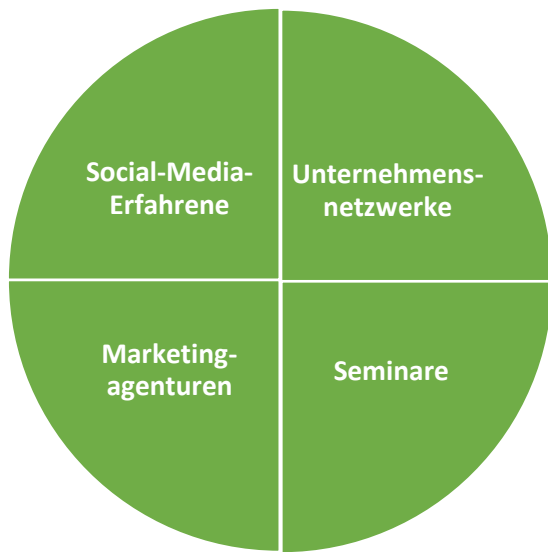 Social-Media-
Erfahrene
Unternehmens-
netzwerke
Marketing-
agenturen
Seminare